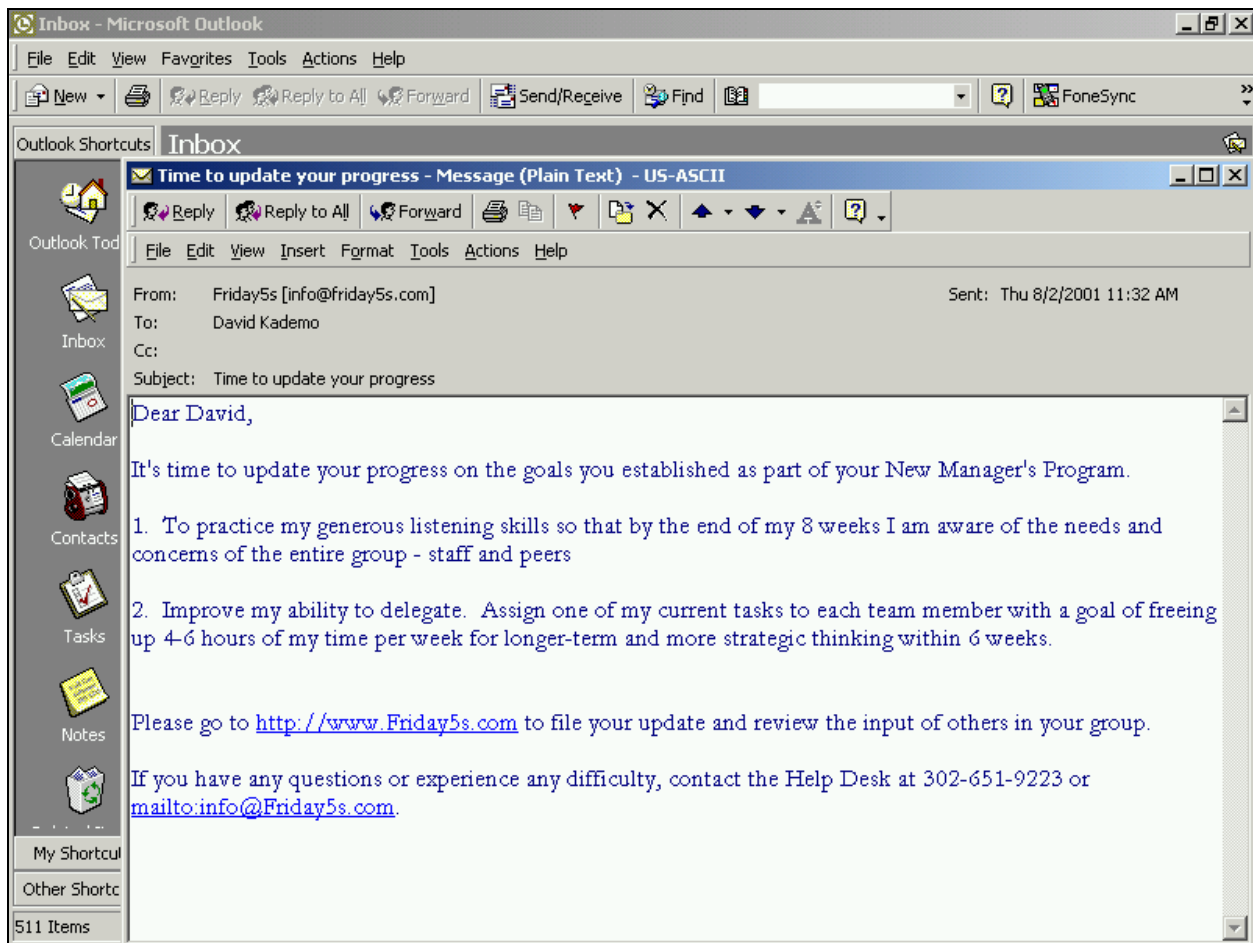 Inbox - Microsoft Outlook
File Edit View Favorites Tools Actions Help
New Reply Reply to All Forward Send/Receive Find FoneSync
Outlook Shortcuts Inbox
Time to update your progress - Message (Plain Text) - US-ASCII
Reply Reply to All Forward
Outlook Tod
File Edit View Insert Format Tools Actions Help
From: Friday5s [info@friday5s.com] Sent: Thu 8/2/2001 11:32 AM
To: David Kademo
Inbox
Cc:
Subject: Time to update your progress
Dear David,
Calendar
It's time to update your progress on the goals you established as part of your New Manager's Program.
1. To practice my generous listening skills so that by the end of my 8 weeks I am aware of the needs and
Contacts
concerns of the entire group - staff and peers
2. Improve my ability to delegate. Assign one of my current tasks to each team member with a goal of freeing
Tasks
up 4-6 hours of my time per week for longer-term and more strategic thinking within 6 weeks.
Please go to http://www.Friday5s.com to file your update and review the input of others in your group.
Notes
If you have any questions or experience any difficulty, contact the Help Desk at 302-651-9223 or
mailto:info@Friday5s.com.
My Shortcu
Other Shortc
511 Items